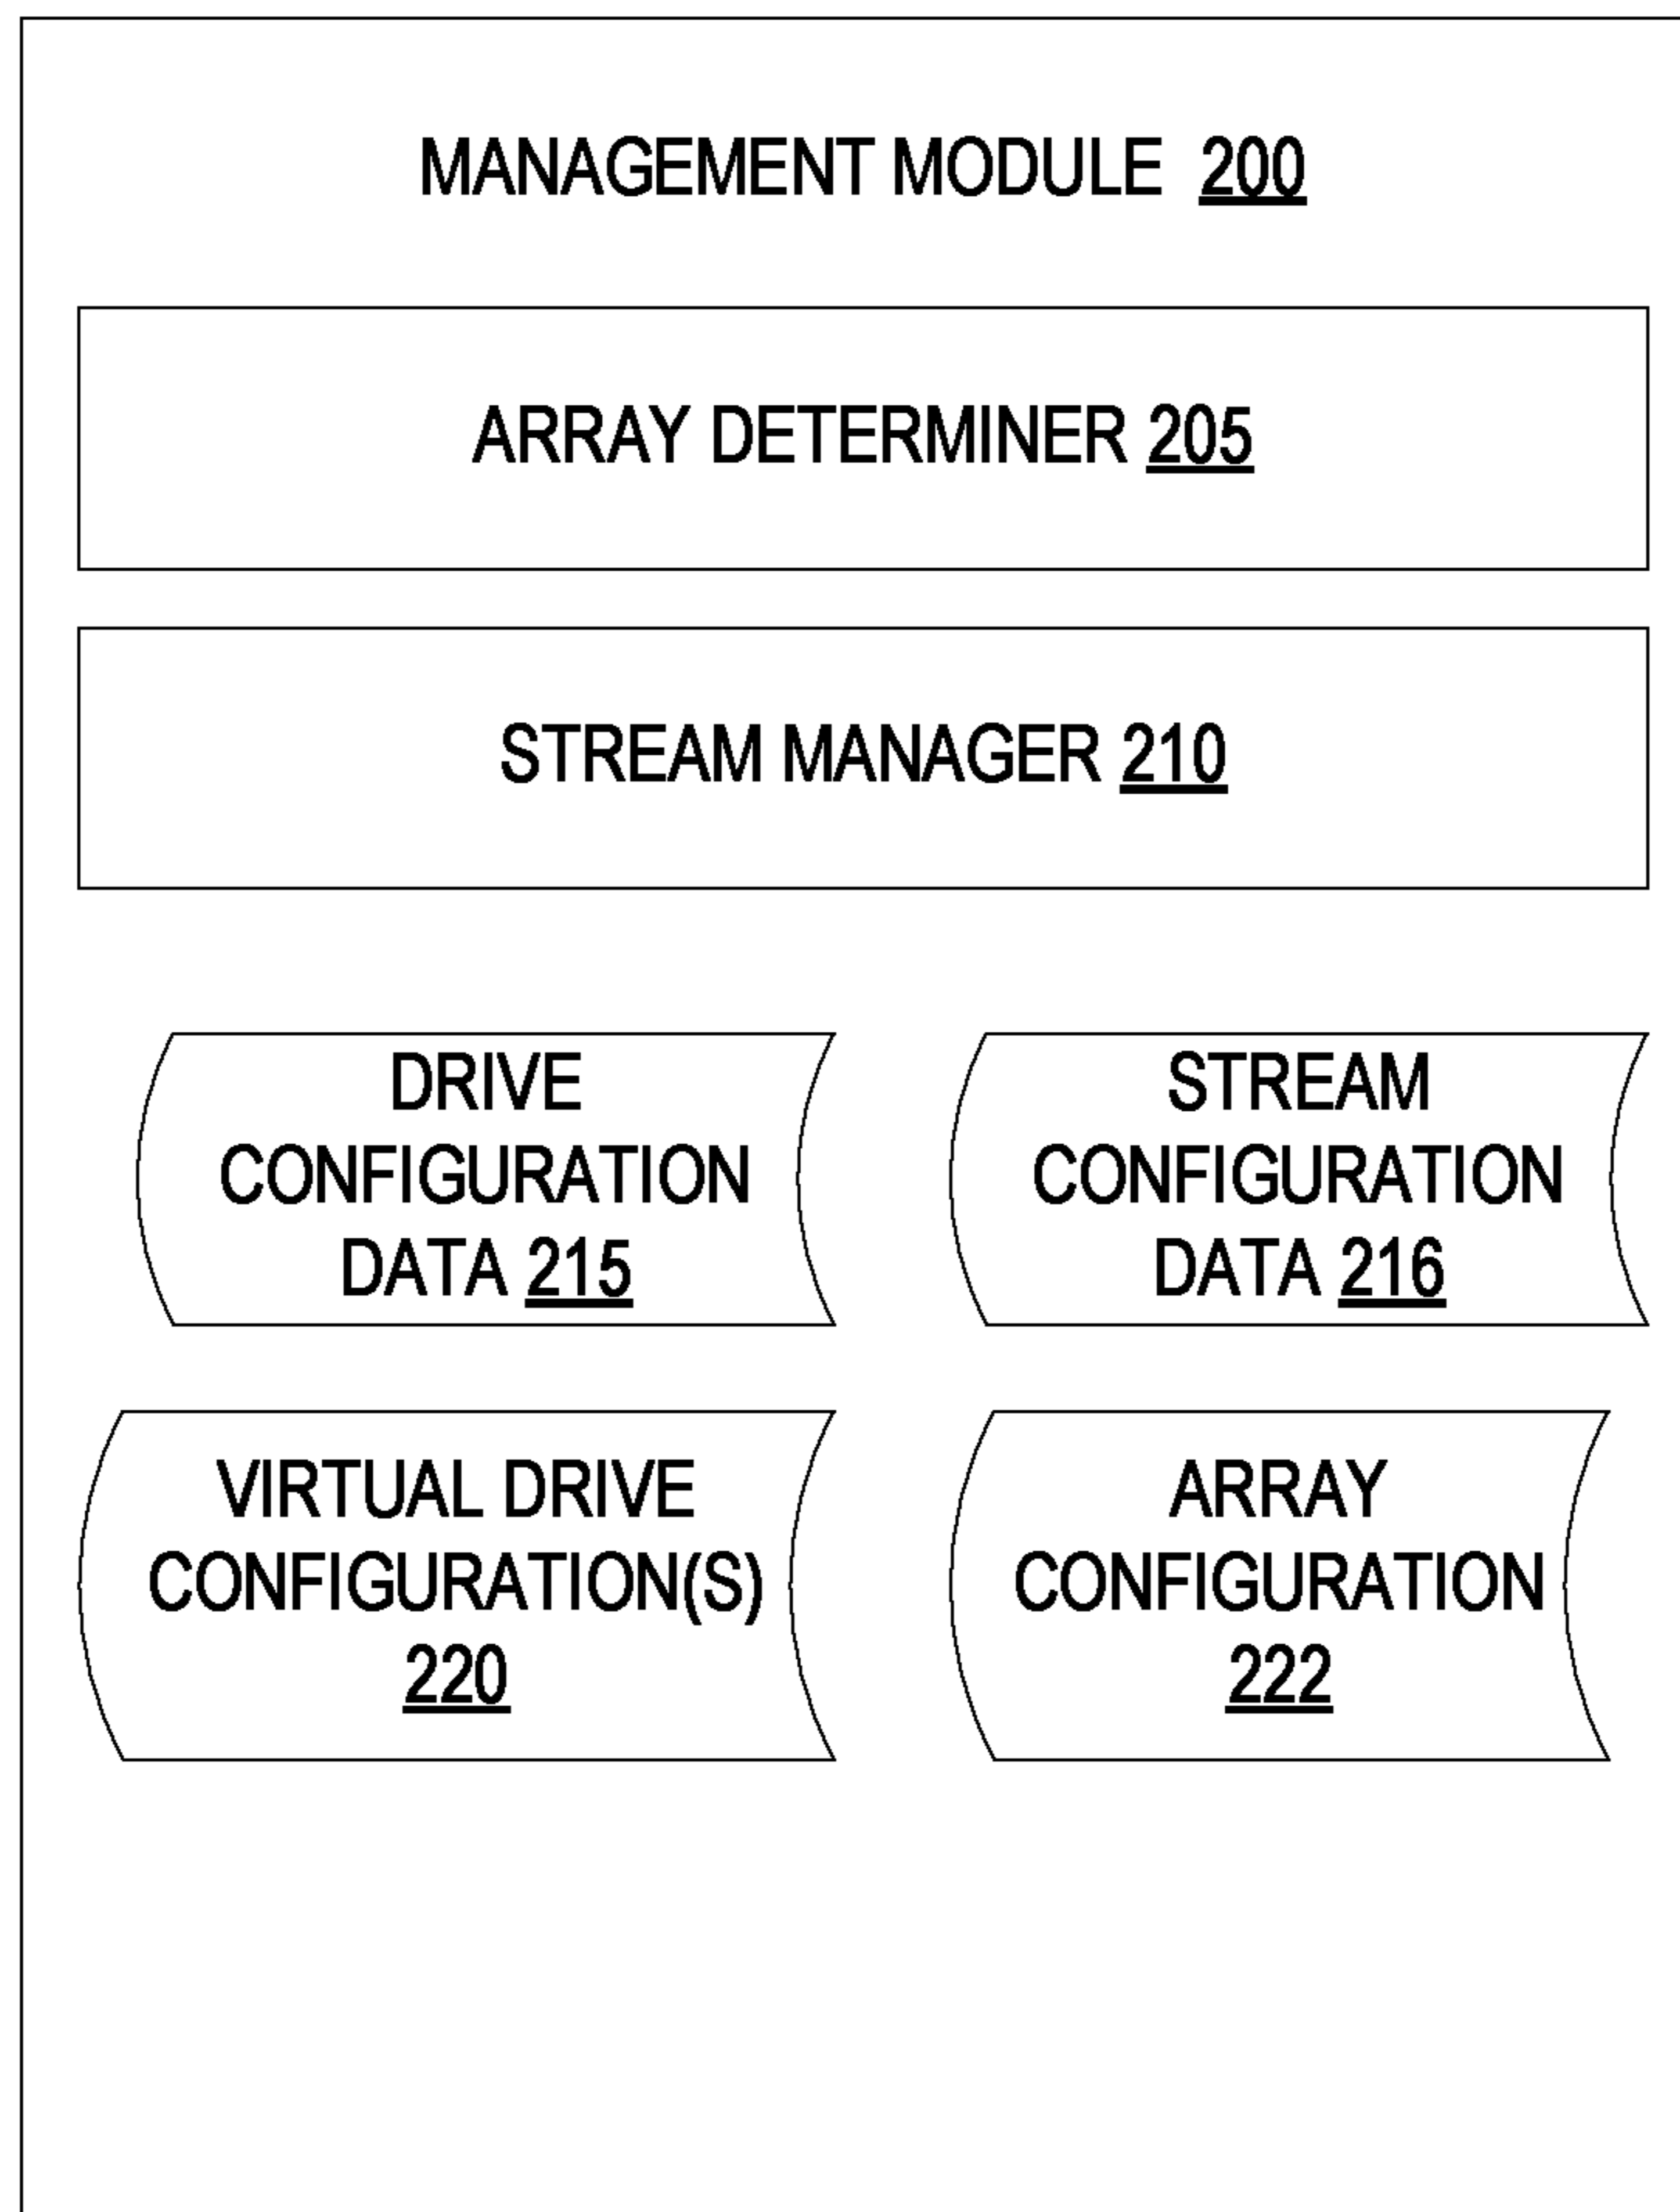 MANAGEMENT MODULE 200
ARRAY DETERMINER 205
STREAM MANAGER 210
DRIVE
CONFIGURATION
DATA 215
STREAM
CONFIGURATION
DATA 216
VIRTUAL DRIVE
CONFIGURATION(S)
220
ARRAY
CONFIGURATION
222